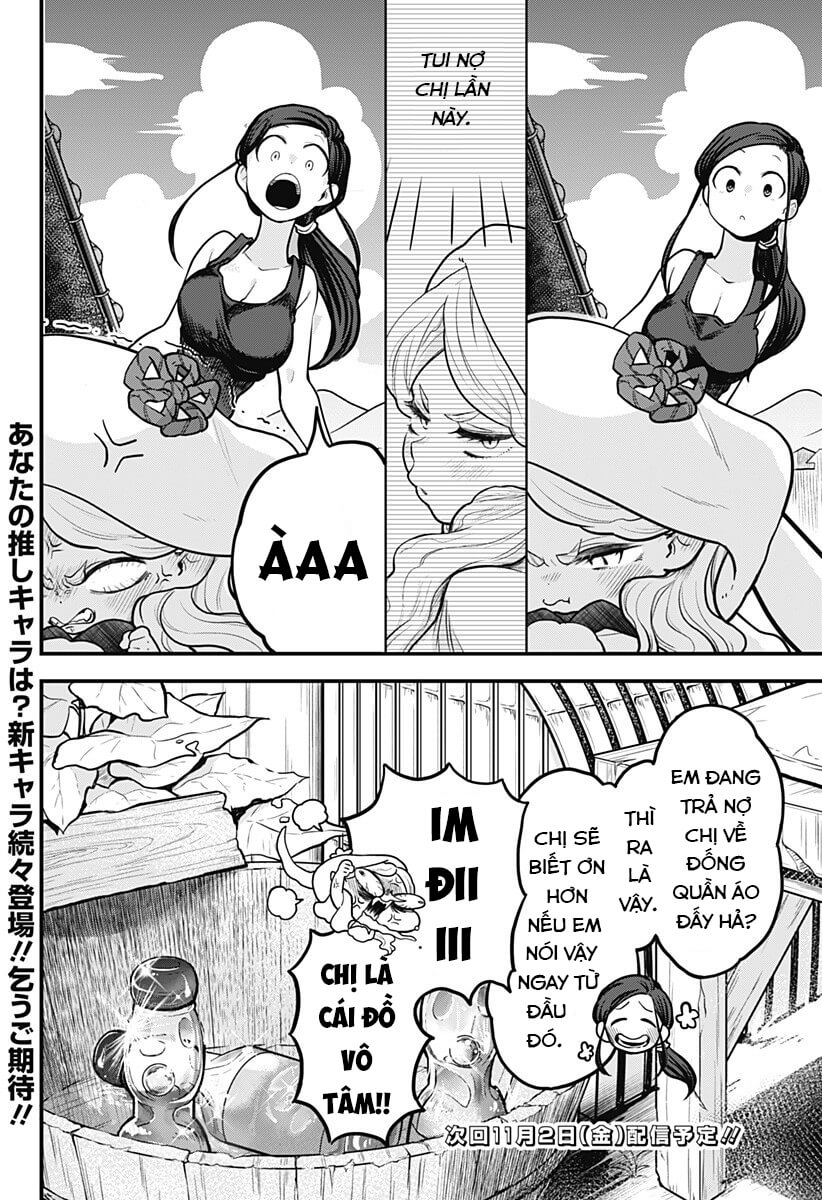 TUI NỢ
CHỊ LẦN
NÀY.
ÀAA
EM ĐANG
TRẢ NỢ
CHỊ VỀ
ĐỐNG
QUẦN ÁO
ĐẤY HẢ?
THÌ
RA
LÀ
VẬY.
CHỊ SẼ
BIẾT ƠN
HƠN
NẾU EM
NÓI VẬY
NGAY TỪ
ĐẦU
ĐÓ.
IM
ĐII
III
CHỊ LÀ
CÁI ĐỒ
VÔ
TÂM!!
あなたの推しキャラは？新キャラ続々登場!!乞うご期待!!
次回11月2日(金)配信予定!!